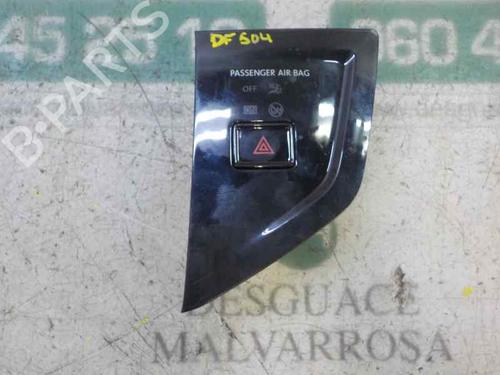 DF 504
PASSENGER AIR BAG
OFF
B-PARTS
DESGUACE
MALVARROSA